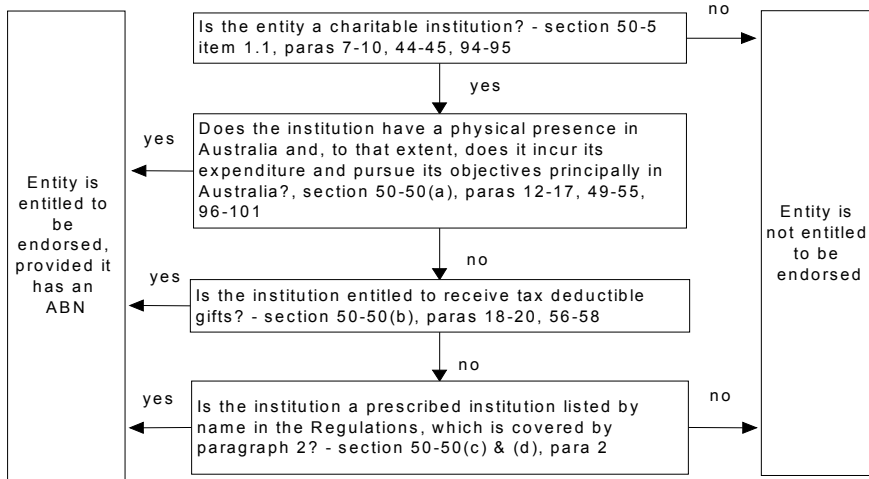 Is the entity a charitable institution? - section 50-5
item 1.1, paras 7-10, 44-45, 94-95
no
yes
Does the institution have a physical presence in
Australia and, to that extent, does it incur its
expenditure and pursue its objectives principally in
Australia?, section 50-50(a), paras 12-17, 49-55,
96-101
yes
Entity is
entitled to
be
endorsed,
provided it
has an
ABN
Entity is
not entitled
to be
endorsed
no
yes
Is the institution entitled to receive tax deductible
gifts? - section 50-50(b), paras 18-20, 56-58
no
yes
Is the institution a prescribed institution listed by
name in the Regulations, which is covered by
paragraph 2? - section 50-50(c) & (d), para 2
no